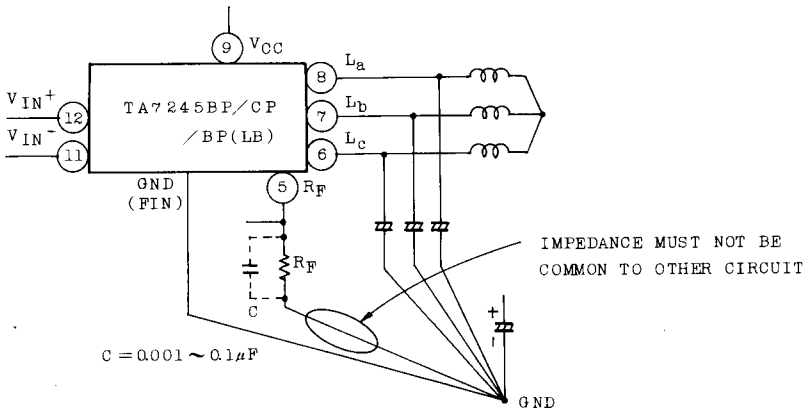 9 VCC
8 La
TA7245BP/CP
/BP(LB)
VIN+ 12
7 Lb
VIN- 11
6 Lc
GND
(FIN)
5 RF
RF
C
IMPEDANCE MUST NOT BE
COMMON TO OTHER CIRCUIT
+
-
C = 0.001 ~ 0.1μF
GND